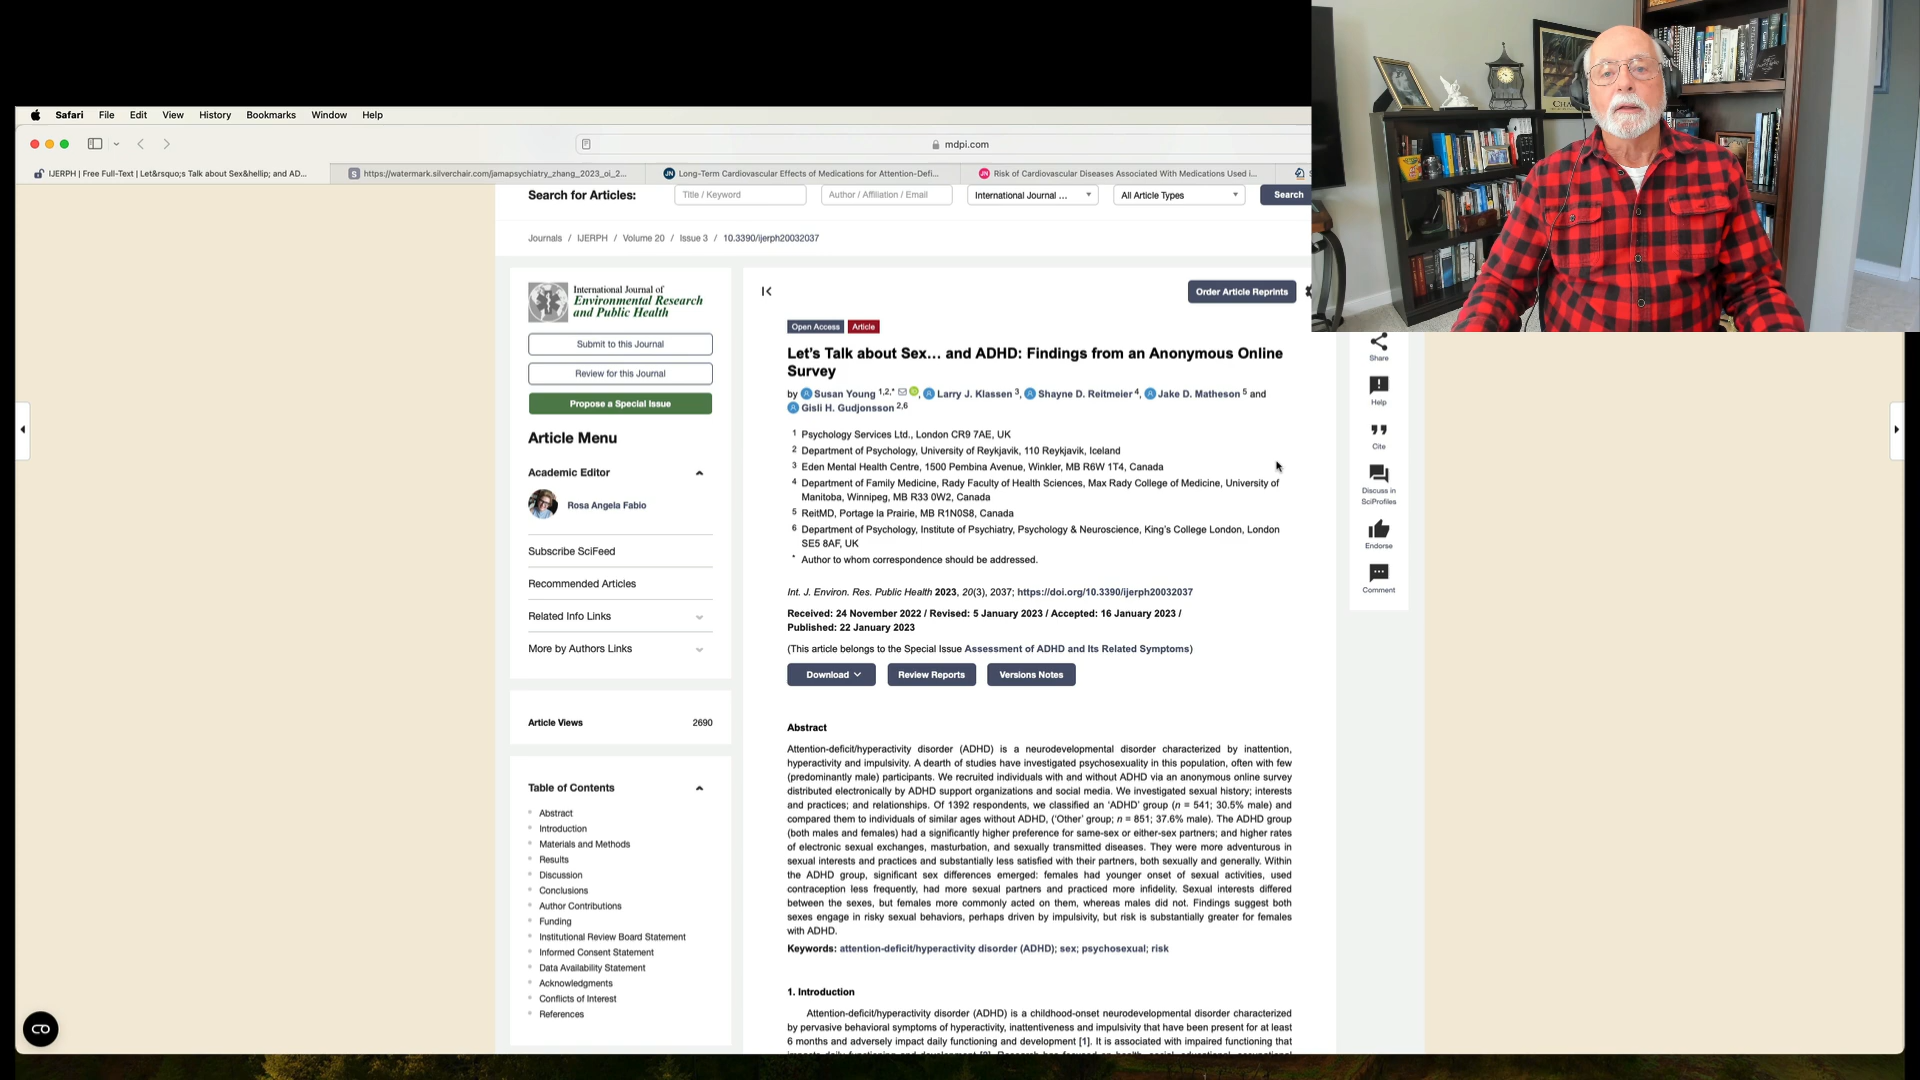 Safari File Edit View History Bookmarks Window Help
mdpi.com
IJERPH | Free Full-Text | Let&rsquo;s Talk about Sex&hellip; and AD...
https://watermark.silverchair.com/jamapsychiatry_zhang_2023_oi_2...
Long-Term Cardiovascular Effects of Medications for Attention-Defi...
Risk of Cardiovascular Diseases Associated With Medications Used i...
Search for Articles:
Title / Keyword
Author / Affiliation / Email
International Journal ...
All Article Types
Search
Journals / IJERPH / Volume 20 / Issue 3 / 10.3390/ijerph20032037
International Journal of
Environmental Research
and Public Health
Submit to this Journal
Review for this Journal
Propose a Special Issue
Article Menu
Academic Editor
Rosa Angela Fabio
Subscribe SciFeed
Recommended Articles
Related Info Links
More by Authors Links
Article Views 2690
Table of Contents
Abstract
Introduction
Materials and Methods
Results
Discussion
Conclusions
Author Contributions
Funding
Institutional Review Board Statement
Informed Consent Statement
Data Availability Statement
Acknowledgments
Conflicts of Interest
References
Order Article Reprints
Open Access Article
Let's Talk about Sex… and ADHD: Findings from an Anonymous Online
Survey
by Susan Young 1,2,* , Larry J. Klassen 3, Shayne D. Reitmeier 4, Jake D. Matheson 5 and
Gisli H. Gudjonsson 2,6
1 Psychology Services Ltd., London CR9 7AE, UK
2 Department of Psychology, University of Reykjavik, 110 Reykjavik, Iceland
3 Eden Mental Health Centre, 1500 Pembina Avenue, Winkler, MB R6W 1T4, Canada
4 Department of Family Medicine, Rady Faculty of Health Sciences, Max Rady College of Medicine, University of
Manitoba, Winnipeg, MB R33 0W2, Canada
5 ReitMD, Portage la Prairie, MB R1N0S8, Canada
6 Department of Psychology, Institute of Psychiatry, Psychology & Neuroscience, King's College London, London
SE5 8AF, UK
* Author to whom correspondence should be addressed.
Int. J. Environ. Res. Public Health 2023, 20(3), 2037; https://doi.org/10.3390/ijerph20032037
Received: 24 November 2022 / Revised: 5 January 2023 / Accepted: 16 January 2023 /
Published: 22 January 2023
(This article belongs to the Special Issue Assessment of ADHD and Its Related Symptoms)
Download
Review Reports
Versions Notes
Abstract
Attention-deficit/hyperactivity disorder (ADHD) is a neurodevelopmental disorder characterized by inattention,
hyperactivity and impulsivity. A dearth of studies have investigated psychosexuality in this population, often with few
(predominantly male) participants. We recruited individuals with and without ADHD via an anonymous online survey
distributed electronically by ADHD support organizations and social media. We investigated sexual history; interests
and practices; and relationships. Of 1392 respondents, we classified an 'ADHD' group (n = 541; 30.5% male) and
compared them to individuals of similar ages without ADHD, ('Other' group; n = 851; 37.6% male). The ADHD group
(both males and females) had a significantly higher preference for same-sex or either-sex partners; and higher rates
of electronic sexual exchanges, masturbation, and sexually transmitted diseases. They were more adventurous in
sexual interests and practices and substantially less satisfied with their partners, both sexually and generally. Within
the ADHD group, significant sex differences emerged: females had younger onset of sexual activities, used
contraception less frequently, had more sexual partners and practiced more infidelity. Sexual interests differed
between the sexes, but females more commonly acted on them, whereas males did not. Findings suggest both
sexes engage in risky sexual behaviors, perhaps driven by impulsivity, but risk is substantially greater for females
with ADHD.
Keywords: attention-deficit/hyperactivity disorder (ADHD); sex; psychosexual; risk
1. Introduction
Attention-deficit/hyperactivity disorder (ADHD) is a childhood-onset neurodevelopmental disorder characterized
by pervasive behavioral symptoms of hyperactivity, inattentiveness and impulsivity that have been present for at least
6 months and adversely impact daily functioning and development [1]. It is associated with impaired functioning that
Share
Help
Cite
Discuss in
SciProfiles
Endorse
Comment